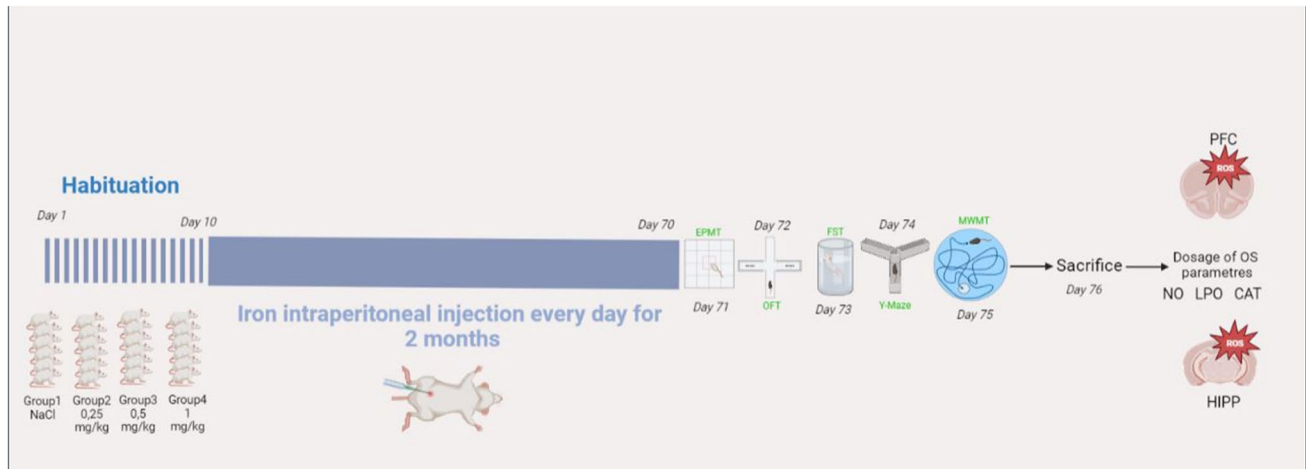 Habituation
Day 1
Day 10
Day 70
EPMT
Day 71
Day 72
OFT
FST
Day 73
Day 74
Y-Maze
MWMT
Day 75
Sacrifice
Day 76
PFC
ROS
Dosage of OS
parametres
NO LPO CAT
ROS
HIPP
Iron intraperitoneal injection every day for
2 months
Group1
NaCl
Group2
0,25
mg/kg
Group3
0,5
mg/kg
Group4
1
mg/kg